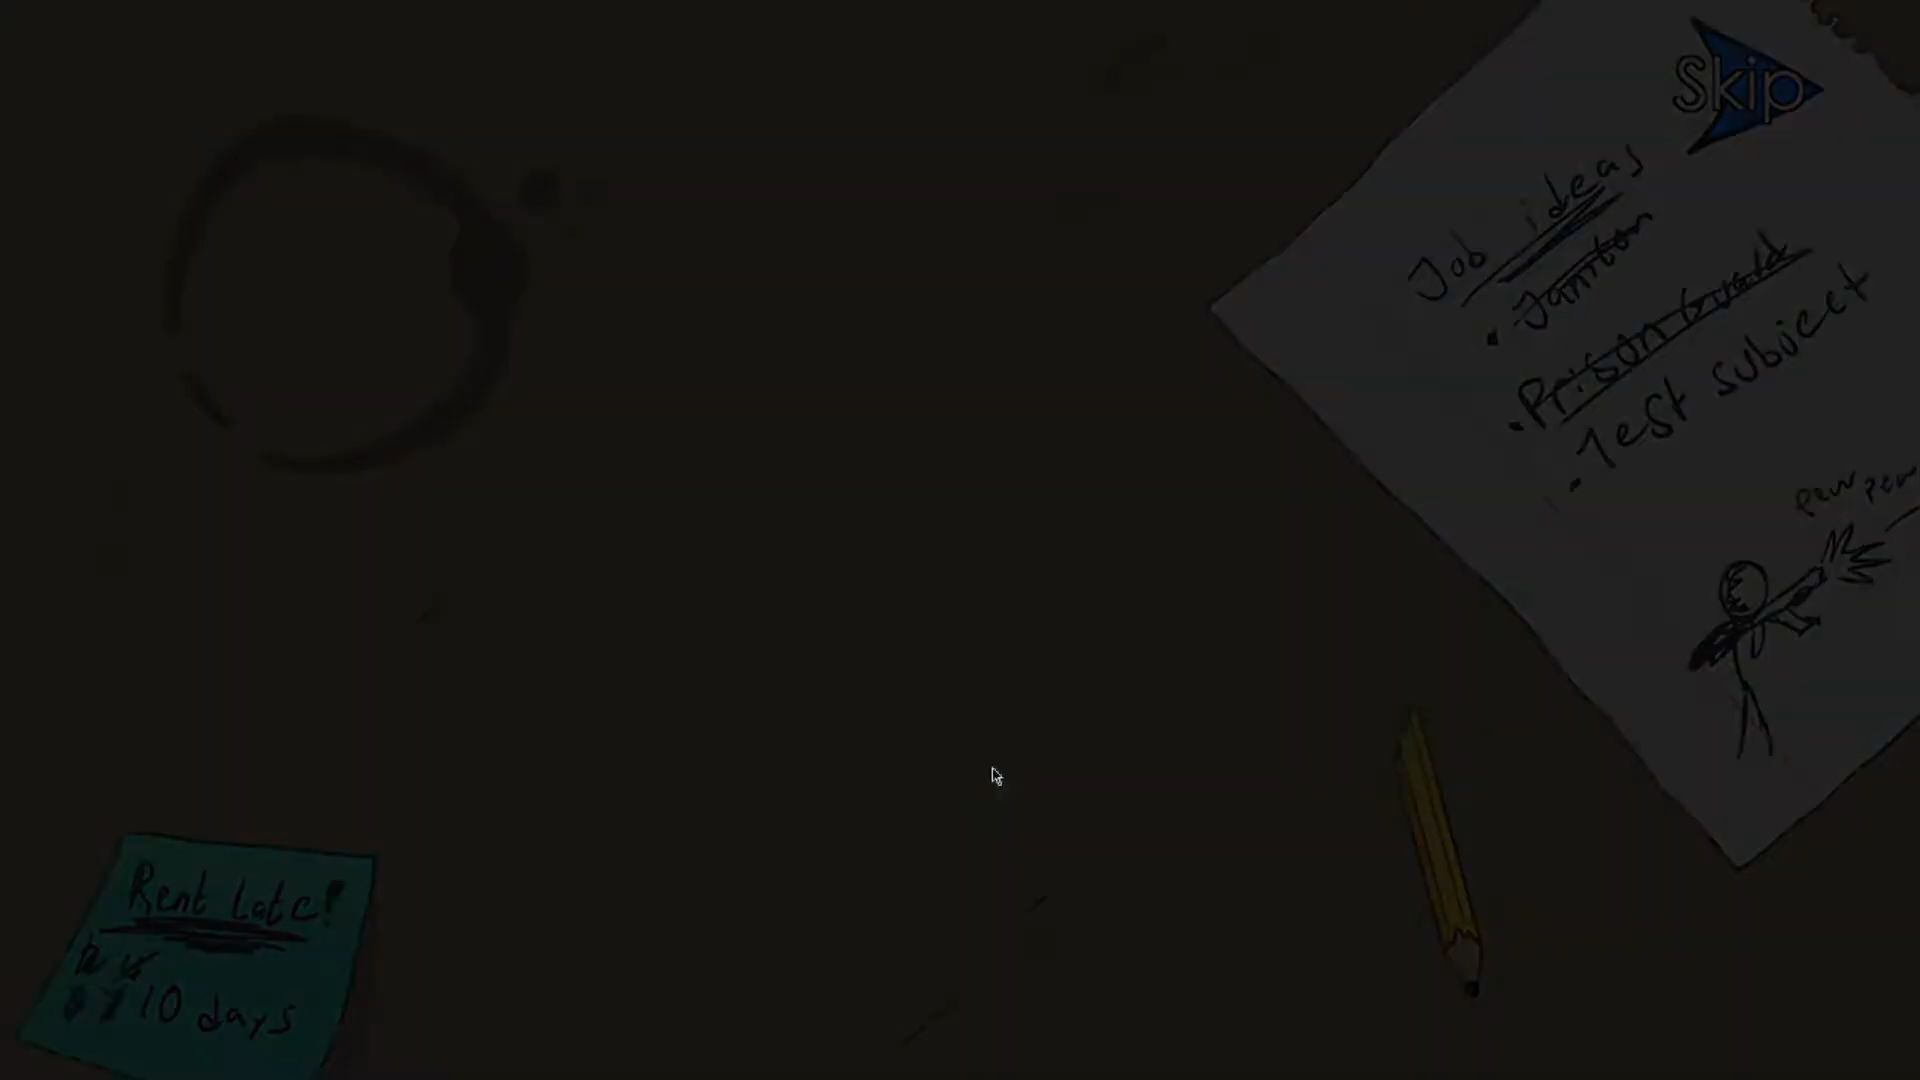 Skip
Job ideas
• Janitor
• Prison Guard
• Test subject
pew pew
Rent Late!
10 days